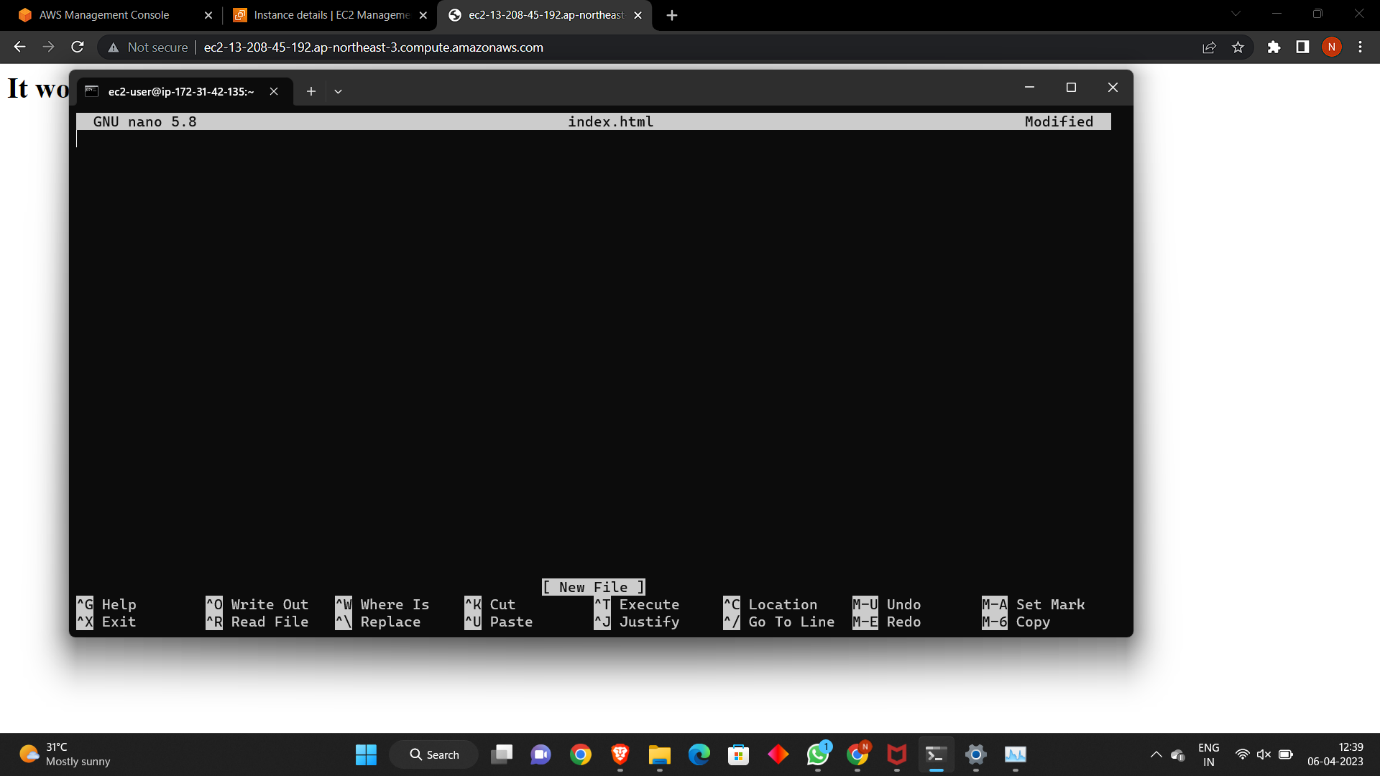 AWS Management Console
Instance details | EC2 Manageme
ec2-13-208-45-192.ap-northeast
Not secure
ec2-13-208-45-192.ap-northeast-3.compute.amazonaws.com
N
It wo
ec2-user@ip-172-31-42-135:~
GNU nano 5.8 index.html Modified
[ New File ]
^G Help ^O Write Out ^W Where Is ^K Cut ^T Execute ^C Location M-U Undo M-A Set Mark
^X Exit ^R Read File ^\ Replace ^U Paste ^J Justify ^/ Go To Line M-E Redo M-6 Copy
31°C
Mostly sunny
Search
1
N
ENG
IN
12:39
06-04-2023